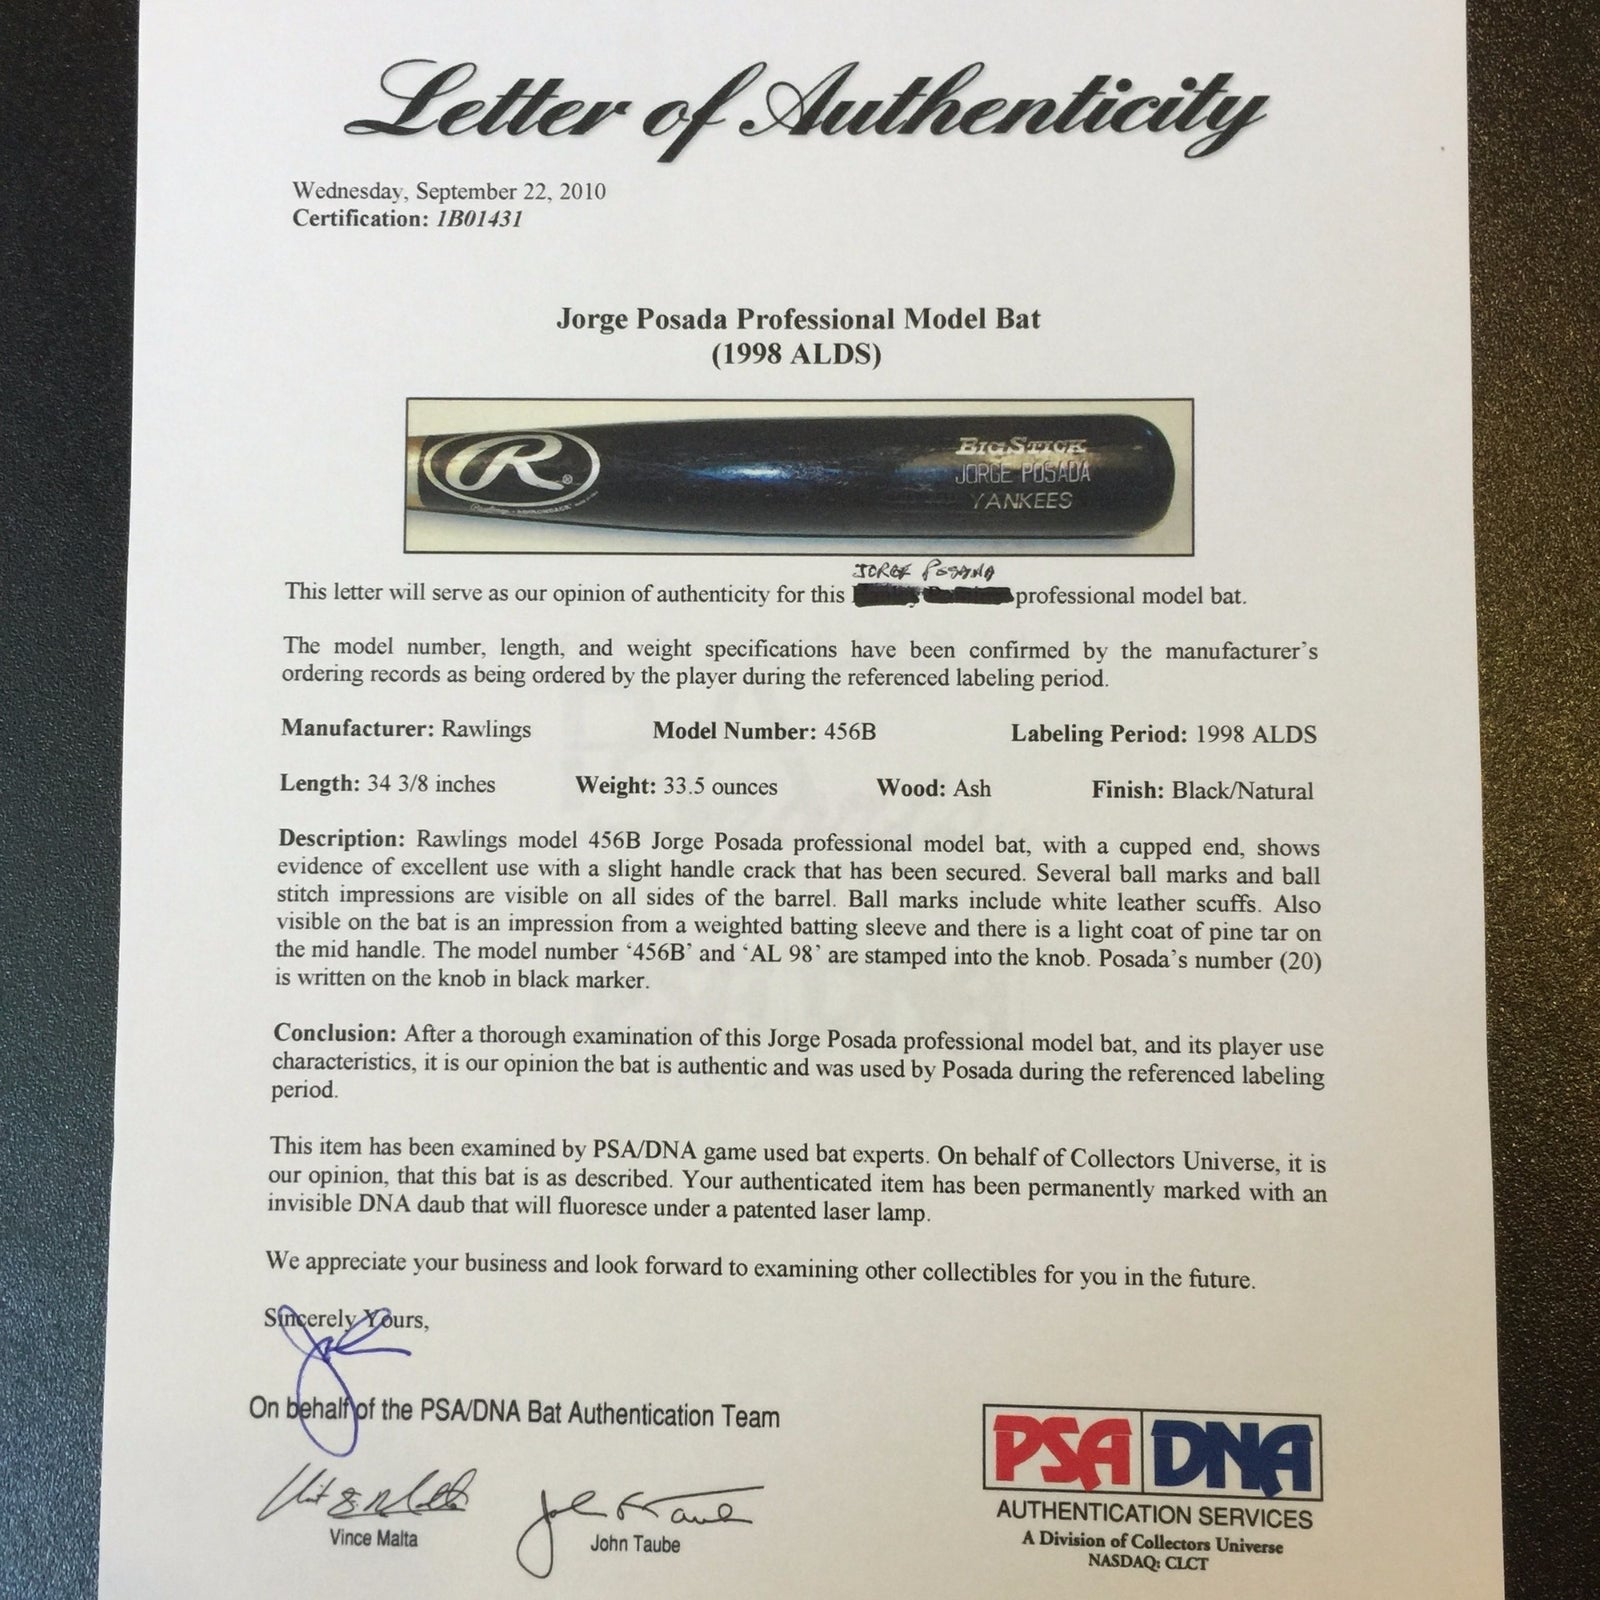 Letter of Authenticity
Wednesday, September 22, 2010
Certification: 1B01431
Jorge Posada Professional Model Bat
(1998 ALDS)
R®
BIGSTICK
JORGE POSADA
YANKEES
JORGE POSADA
This letter will serve as our opinion of authenticity for this professional model bat.
The model number, length, and weight specifications have been confirmed by the manufacturer's
ordering records as being ordered by the player during the referenced labeling period.
Manufacturer: Rawlings Model Number: 456B Labeling Period: 1998 ALDS
Length: 34 3/8 inches Weight: 33.5 ounces Wood: Ash Finish: Black/Natural
Description: Rawlings model 456B Jorge Posada professional model bat, with a cupped end, shows
evidence of excellent use with a slight handle crack that has been secured. Several ball marks and ball
stitch impressions are visible on all sides of the barrel. Ball marks include white leather scuffs. Also
visible on the bat is an impression from a weighted batting sleeve and there is a light coat of pine tar on
the mid handle. The model number ‘456B’ and ‘AL 98’ are stamped into the knob. Posada's number (20)
is written on the knob in black marker.
Conclusion: After a thorough examination of this Jorge Posada professional model bat, and its player use
characteristics, it is our opinion the bat is authentic and was used by Posada during the referenced labeling
period.
This item has been examined by PSA/DNA game used bat experts. On behalf of Collectors Universe, it is
our opinion, that this bat is as described. Your authenticated item has been permanently marked with an
invisible DNA daub that will fluoresce under a patented laser lamp.
We appreciate your business and look forward to examining other collectibles for you in the future.
Sincerely Yours,
On behalf of the PSA/DNA Bat Authentication Team
Vince Malta
John Taube
PSA DNA
AUTHENTICATION SERVICES
A Division of Collectors Universe
NASDAQ: CLCT